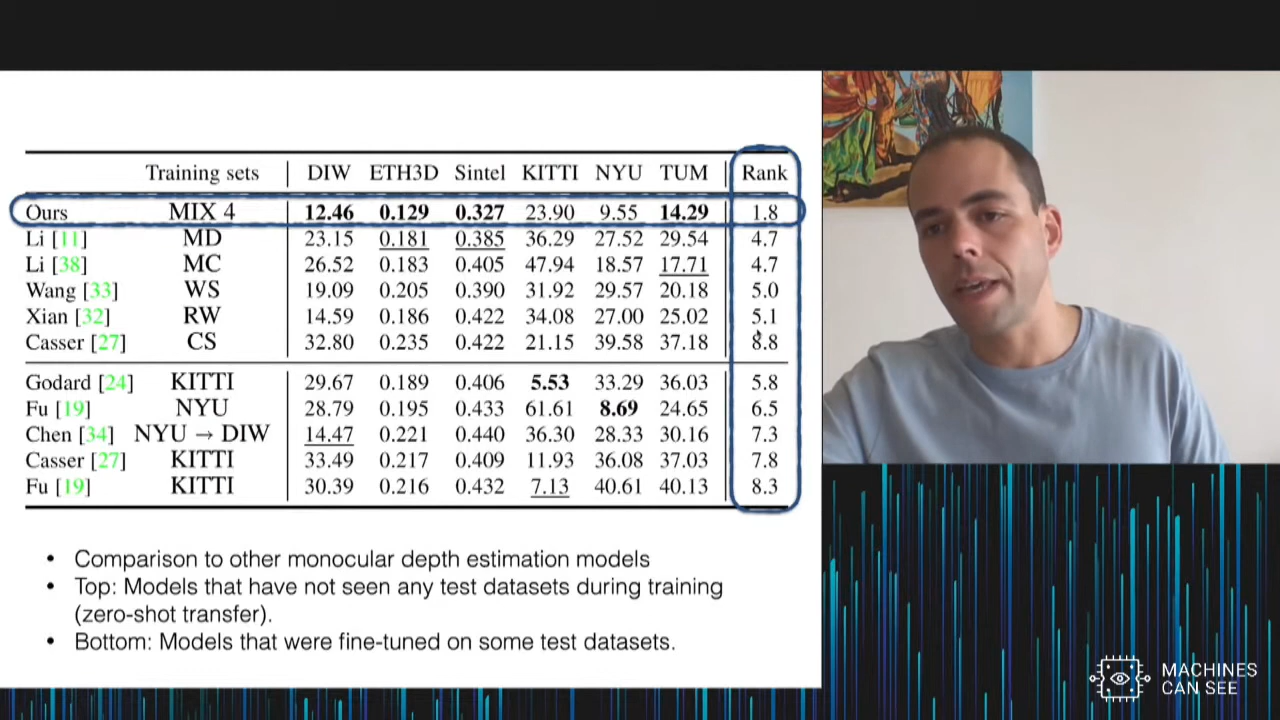 Training sets DIW ETH3D Sintel KITTI NYU TUM Rank
Ours MIX 4 12.46 0.129 0.327 23.90 9.55 14.29 1.8
Li [11] MD 23.15 0.181 0.385 36.29 27.52 29.54 4.7
Li [38] MC 26.52 0.183 0.405 47.94 18.57 17.71 4.7
Wang [33] WS 19.09 0.205 0.390 31.92 29.57 20.18 5.0
Xian [32] RW 14.59 0.186 0.422 34.08 27.00 25.02 5.1
Casser [27] CS 32.80 0.235 0.422 21.15 39.58 37.18 8.8
Godard [24] KITTI 29.67 0.189 0.406 5.53 33.29 36.03 5.8
Fu [19] NYU 28.79 0.195 0.433 61.61 8.69 24.65 6.5
Chen [34] NYU → DIW 14.47 0.221 0.440 36.30 28.33 30.16 7.3
Casser [27] KITTI 33.49 0.217 0.409 11.93 36.08 37.03 7.8
Fu [19] KITTI 30.39 0.216 0.432 7.13 40.61 40.13 8.3
• Comparison to other monocular depth estimation models
• Top: Models that have not seen any test datasets during training
(zero-shot transfer).
• Bottom: Models that were fine-tuned on some test datasets.
MACHINES
CAN SEE